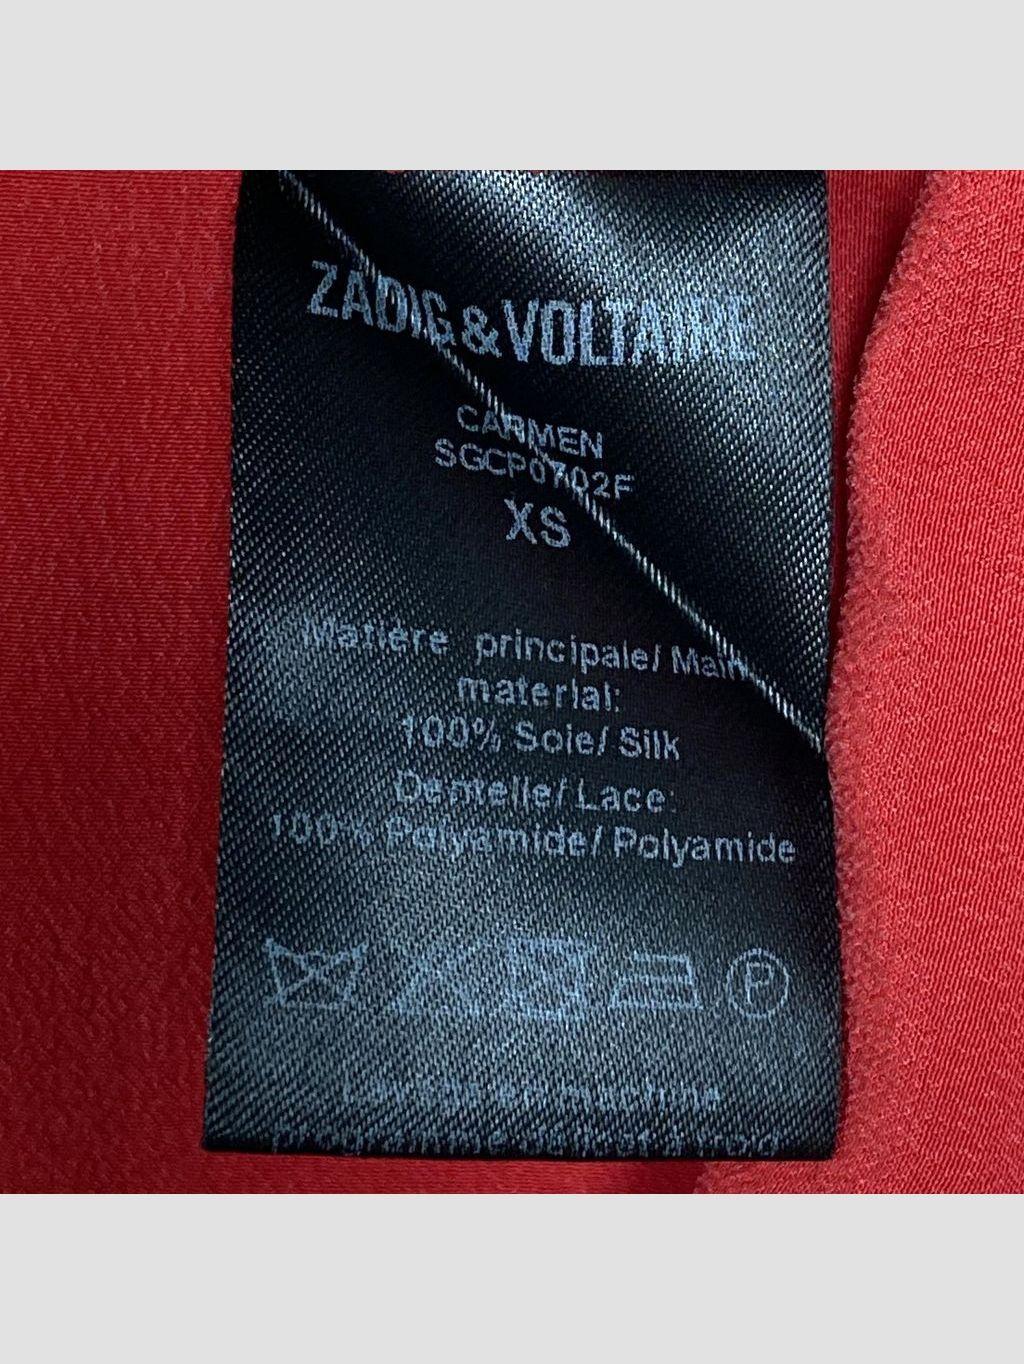 ZADIG&VOLTAIRE
CARMEN
SGCP0702F
XS
Matière principale/ Main
material:
100% Soie/ Silk
Dentelle/ Lace:
100% Polyamide/ Polyamide
P